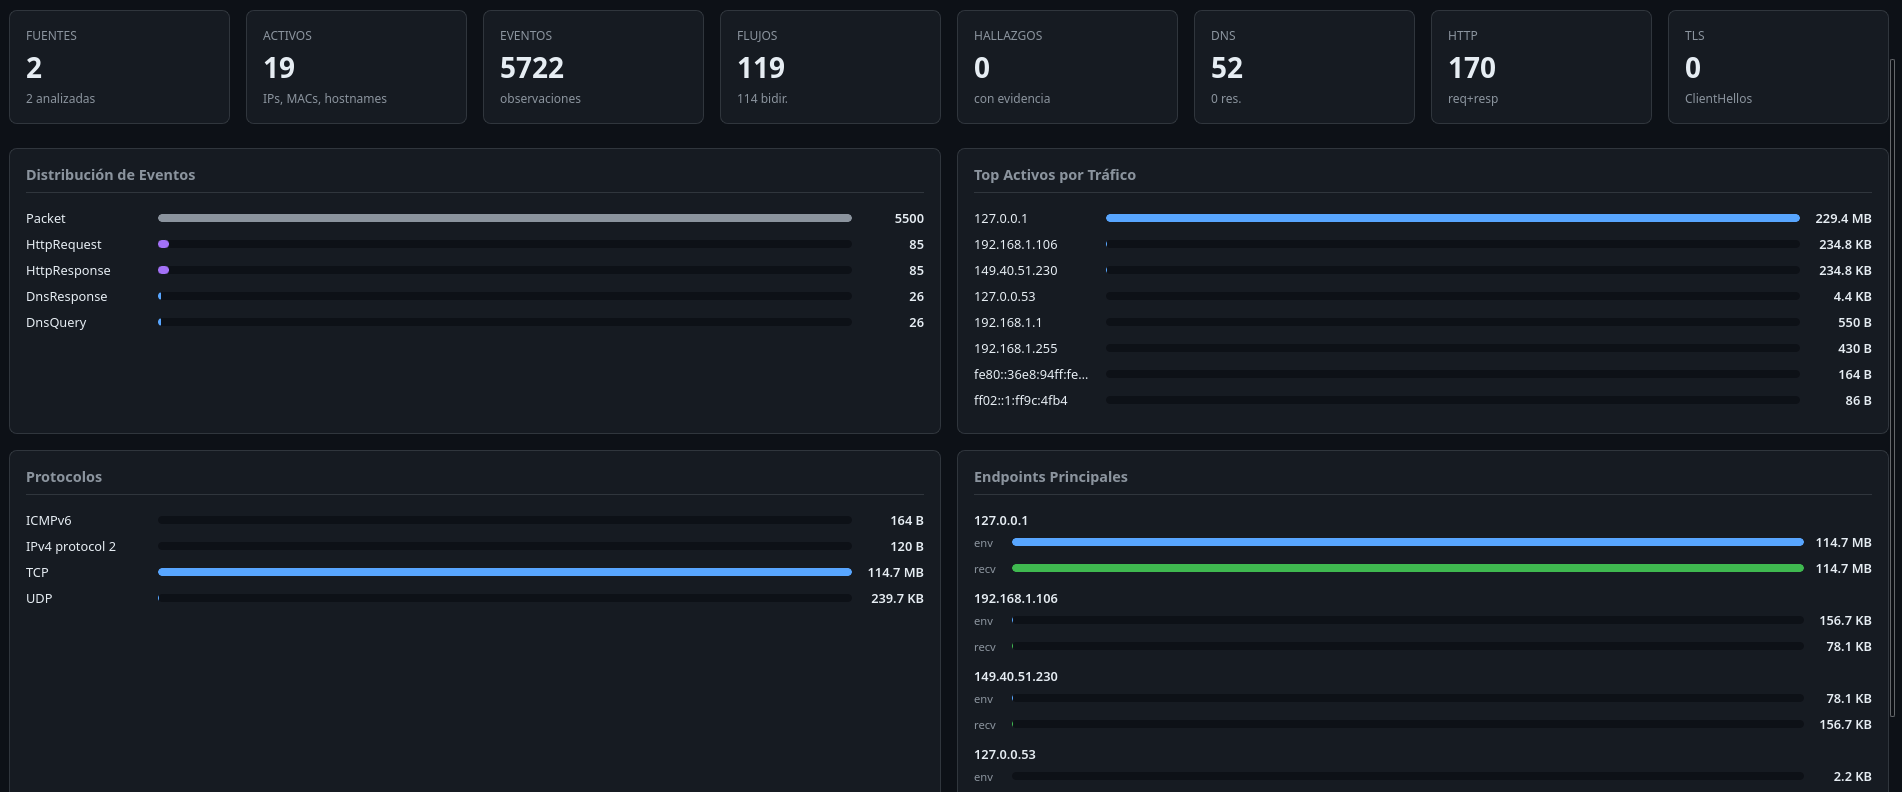 FUENTES
2
2 analizadas
ACTIVOS
19
IPs, MACs, hostnames
EVENTOS
5722
observaciones
FLUJOS
119
114 bidir.
HALLAZGOS
0
con evidencia
DNS
52
0 res.
HTTP
170
req+resp
TLS
0
ClientHellos
Distribución de Eventos
Packet 5500
HttpRequest 85
HttpResponse 85
DnsResponse 26
DnsQuery 26
Top Activos por Tráfico
127.0.0.1 229.4 MB
192.168.1.106 234.8 KB
149.40.51.230 234.8 KB
127.0.0.53 4.4 KB
192.168.1.1 550 B
192.168.1.255 430 B
fe80::36e8:94ff:fe... 164 B
ff02::1:ff9c:4fb4 86 B
Protocolos
ICMPv6 164 B
IPv4 protocol 2 120 B
TCP 114.7 MB
UDP 239.7 KB
Endpoints Principales
127.0.0.1
env 114.7 MB
recv 114.7 MB
192.168.1.106
env 156.7 KB
recv 78.1 KB
149.40.51.230
env 78.1 KB
recv 156.7 KB
127.0.0.53
env 2.2 KB